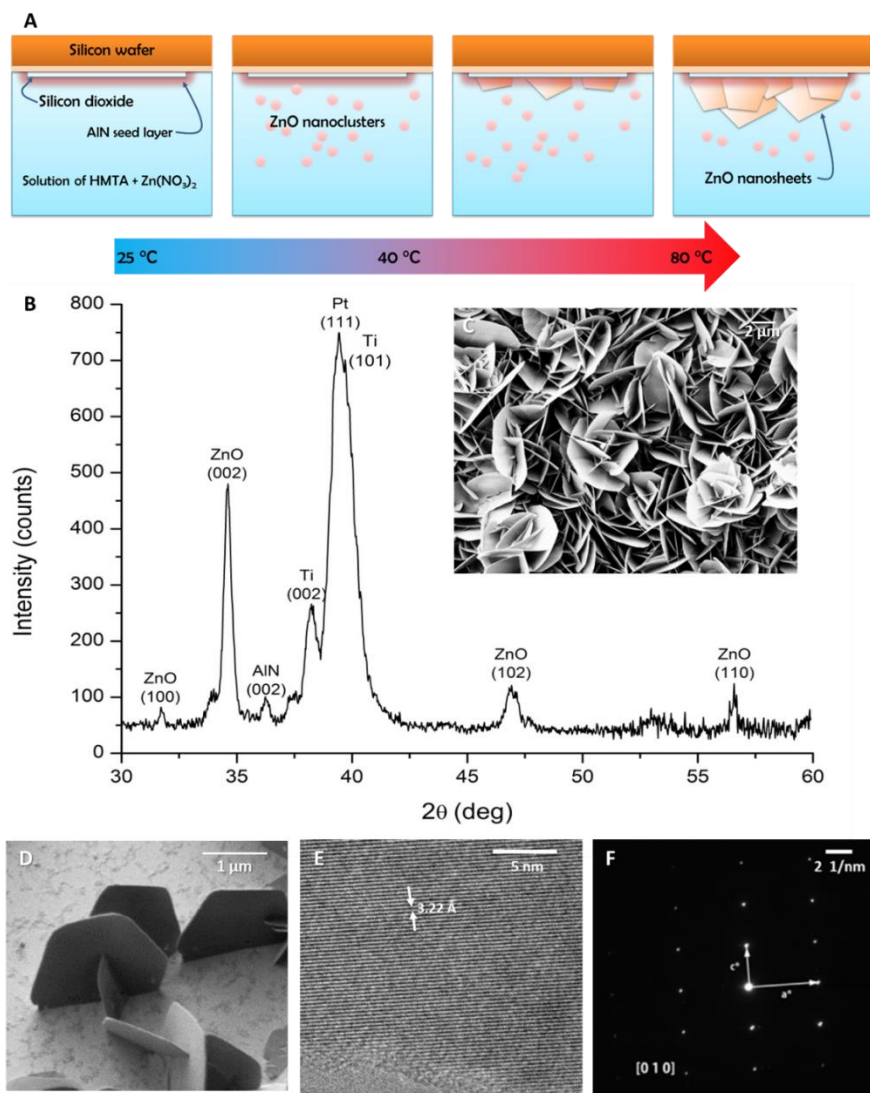 A
Silicon wafer
Silicon dioxide
AlN seed layer
Solution of HMTA + Zn(NO₃)₂
ZnO nanoclusters
ZnO nanosheets
25 °C
40 °C
80 °C
B
800
700
600
500
400
300
200
100
0
Intensity (counts)
ZnO
(100)
ZnO
(002)
AlN
(002)
Ti
(002)
Pt
(111)
Ti
(101)
ZnO
(102)
ZnO
(110)
30
35
40
45
50
55
60
2θ (deg)
C
2 µm
D
1 µm
E
5 nm
3.22 Å
F
2 1/nm
c*
a*
[0 1 0]